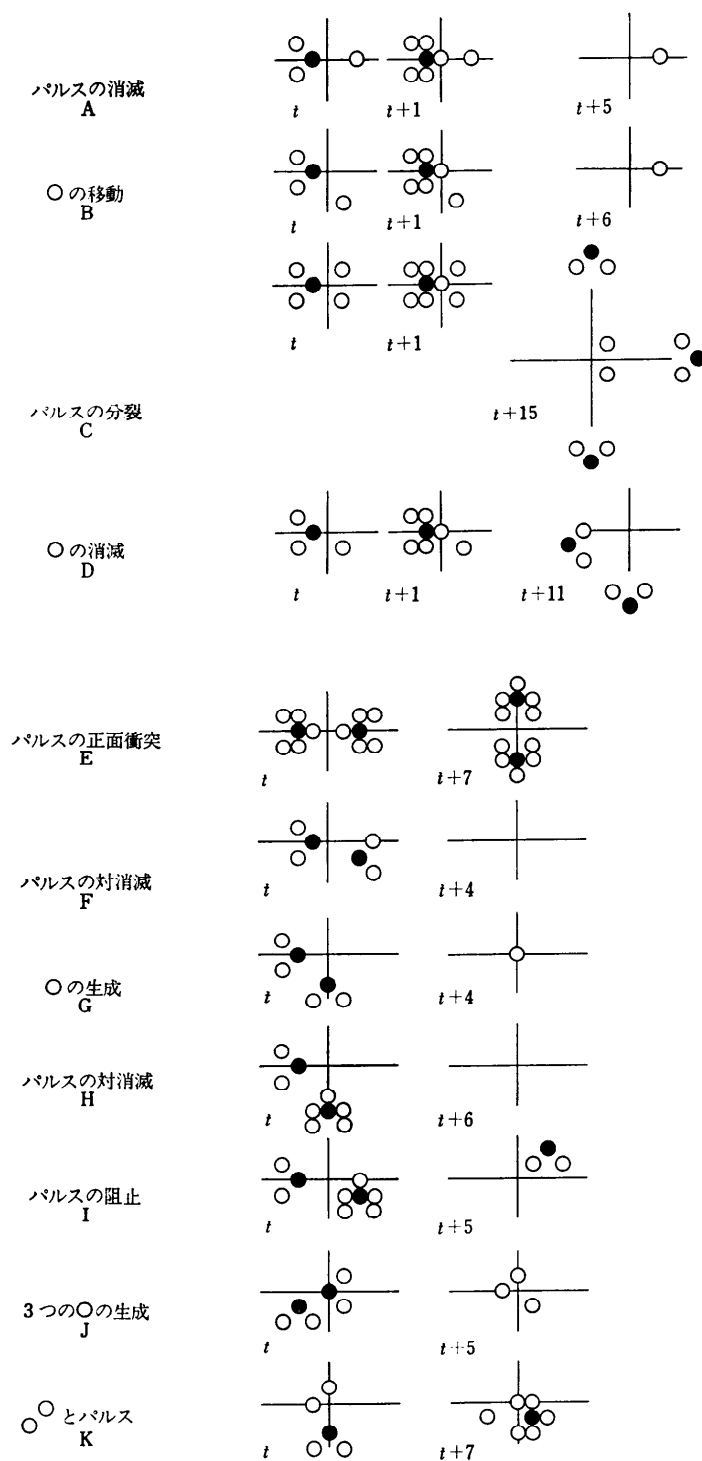 パルスの消滅
A
t
t+1
t+5
○の移動
B
t
t+1
t+6
t
t+1
パルスの分裂
C
t+15
○の消滅
D
t
t+1
t+11
パルスの正面衝突
E
t
t+7
パルスの対消滅
F
t
t+4
○の生成
G
t
t+4
パルスの対消滅
H
t
t+6
パルスの阻止
I
t
t+5
3つの○の生成
J
t
t+5
とパルス
K
t
t+7